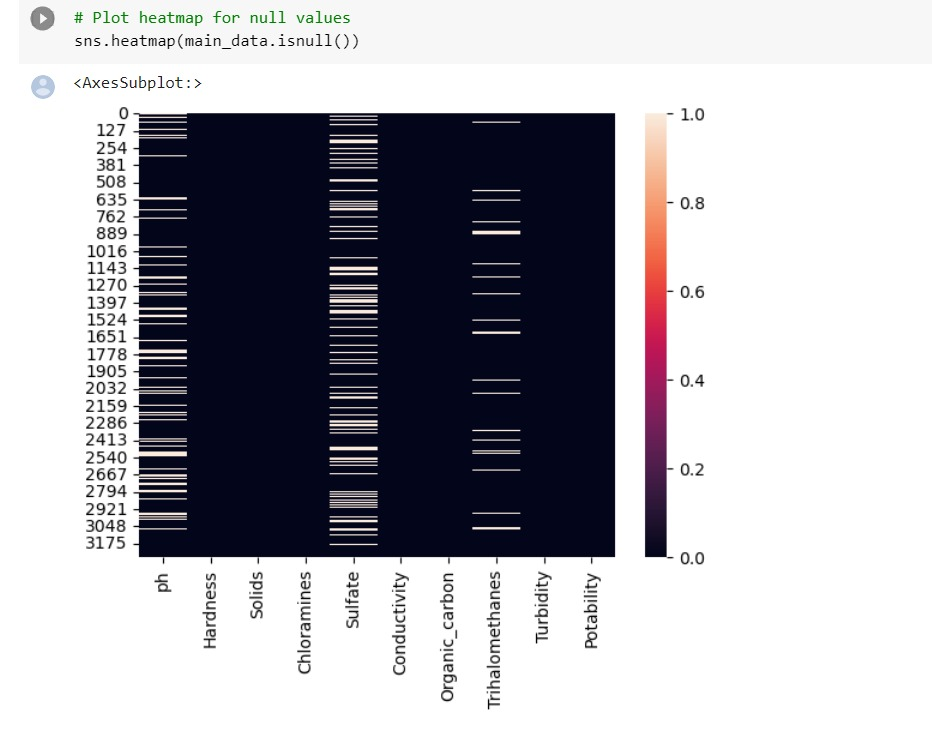 # Plot heatmap for null values
sns.heatmap(main_data.isnull())
<AxesSubplot:>
0
127
254
381
508
635
762
889
1016
1143
1270
1397
1524
1651
1778
1905
2032
2159
2286
2413
2540
2667
2794
2921
3048
3175
ph
Hardness
Solids
Chloramines
Sulfate
Conductivity
Organic_carbon
Trihalomethanes
Turbidity
Potability
1.0
0.8
0.6
0.4
0.2
0.0